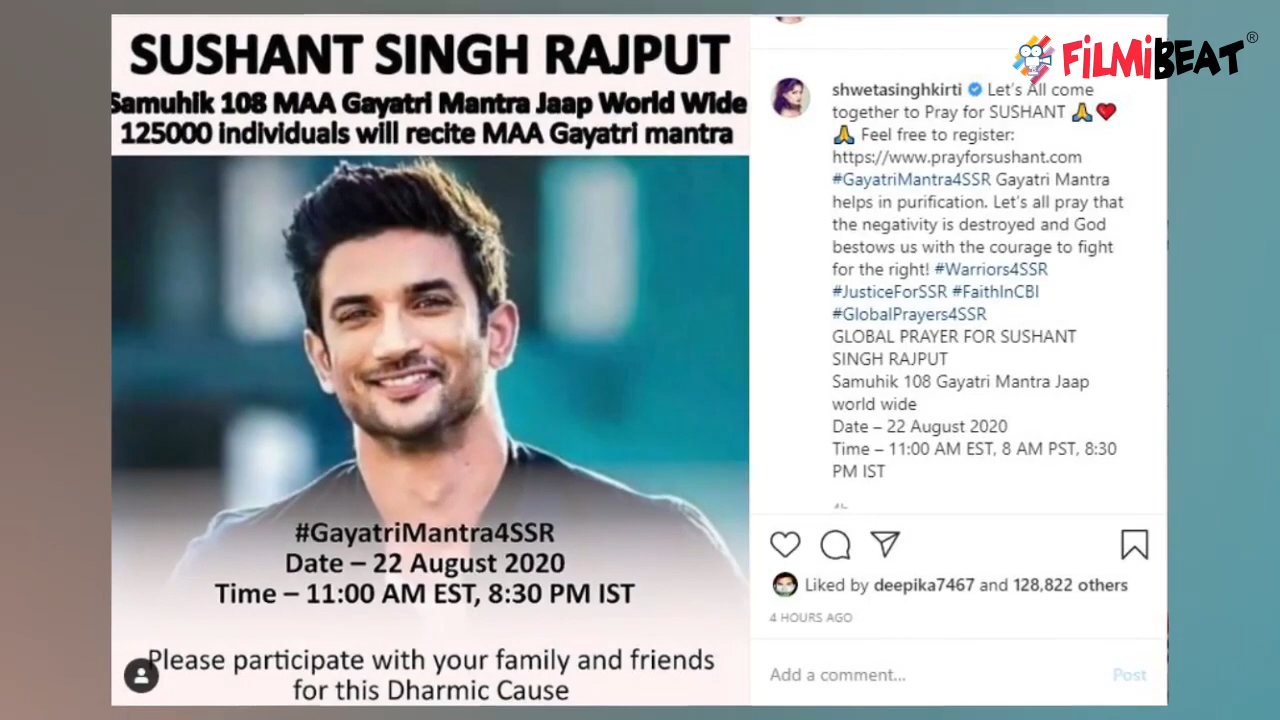 SUSHANT SINGH RAJPUT
Samuhik 108 MAA Gayatri Mantra Jaap World Wide
125000 individuals will recite MAA Gayatri mantra
#GayatriMantra4SSR
Date – 22 August 2020
Time – 11:00 AM EST, 8:30 PM IST
Please participate with your family and friends
for this Dharmic Cause
FILMIBEAT®
shwetasinghkirti Let's All come
together to Pray for SUSHANT 🙏❤️
🙏 Feel free to register:
https://www.prayforsushant.com
#GayatriMantra4SSR Gayatri Mantra
helps in purification. Let's all pray that
the negativity is destroyed and God
bestows us with the courage to fight
for the right! #Warriors4SSR
#JusticeForSSR #FaithInCBI
#GlobalPrayers4SSR
GLOBAL PRAYER FOR SUSHANT
SINGH RAJPUT
Samuhik 108 Gayatri Mantra Jaap
world wide
Date – 22 August 2020
Time – 11:00 AM EST, 8 AM PST, 8:30
PM IST
Liked by deepika7467 and 128,822 others
4 HOURS AGO
Add a comment... Post